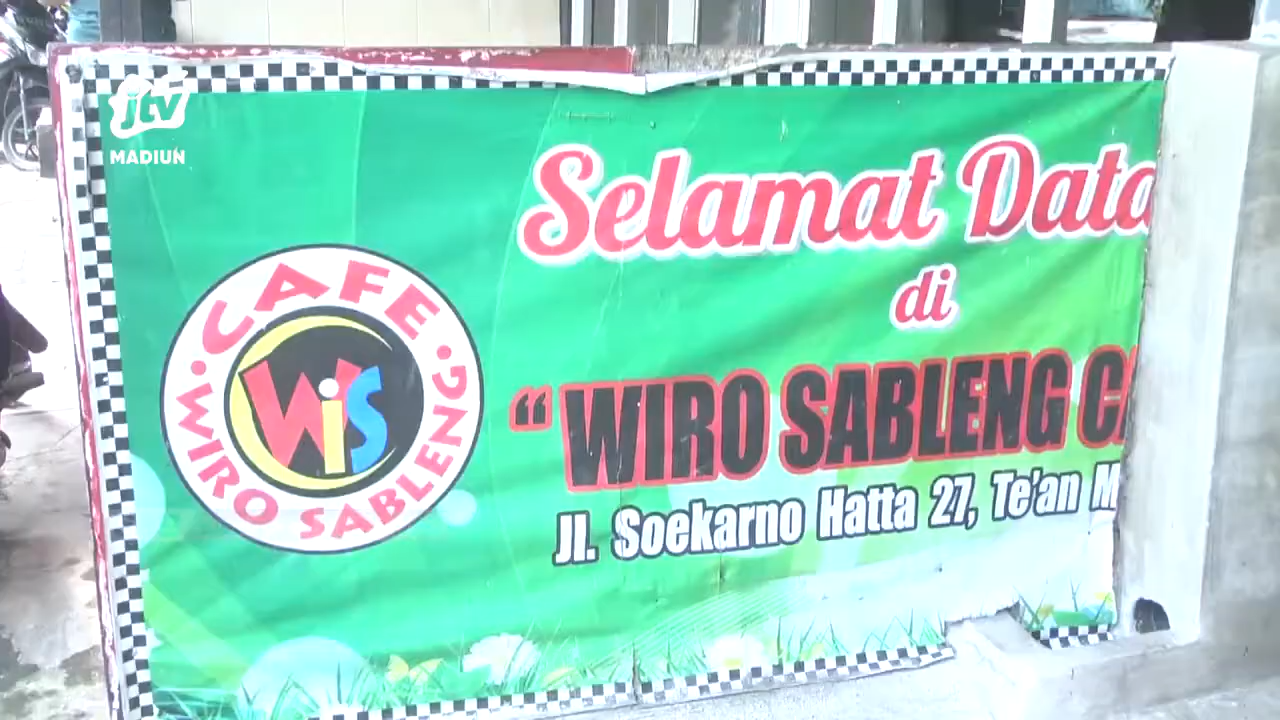 jtv
MADIUN
Selamat Data
di
"WIRO SABLENG C
Jl. Soekarno Hatta 27, Te'an M
CAFE
WiS
WIRO SABLENG